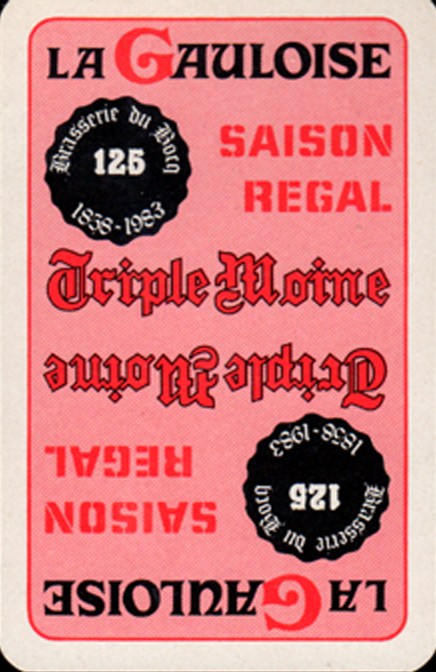 LA GAULOISE
Brasserie du Bocq
125
1858-1983
SAISON
REGAL
Triple Moine
Triple Moine
REGAL
SAISON
1858-1983
125
Brasserie du Bocq
LA GAULOISE